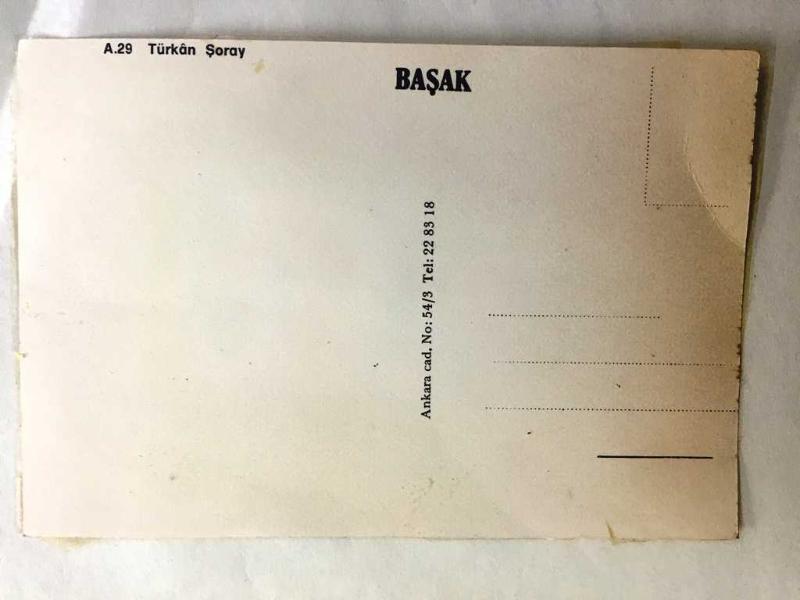 A.29 Türkân Şoray
BAŞAK
Ankara cad. No: 54/3 Tel: 22 83 18